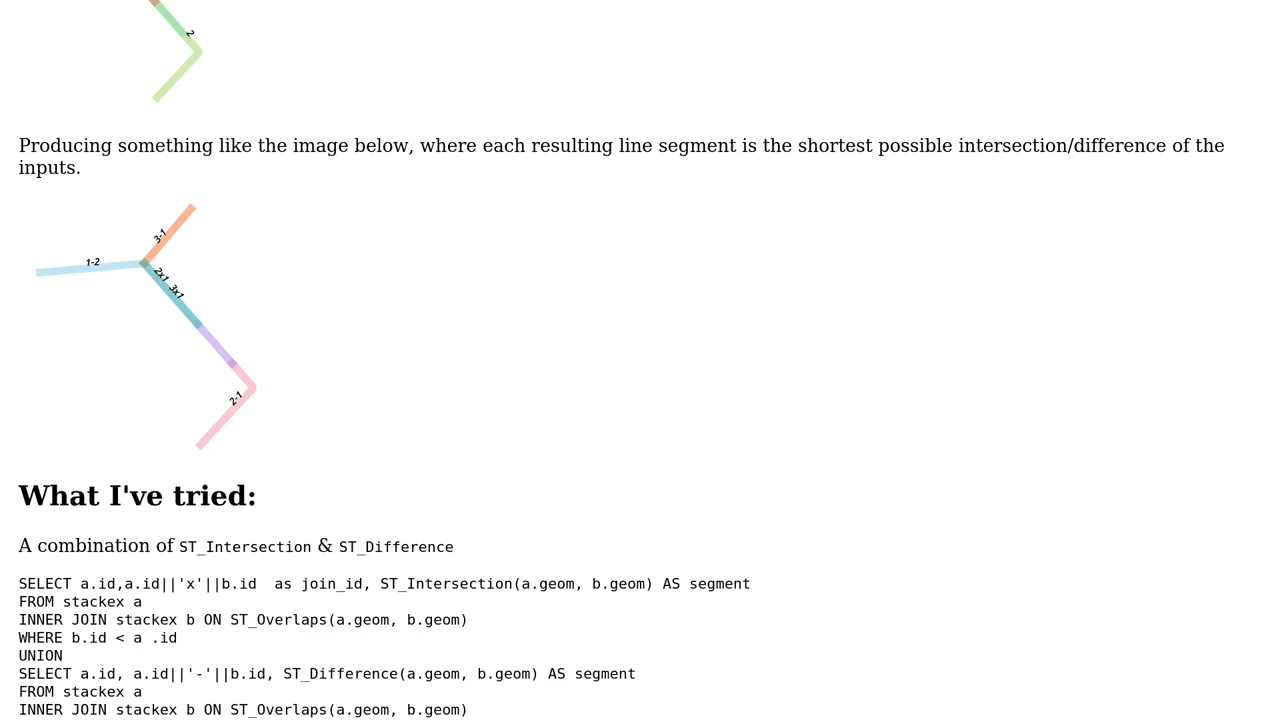 2
Producing something like the image below, where each resulting line segment is the shortest possible intersection/difference of the
inputs.
3-1
1-2
2x1
3x1
2-1
What I've tried:
A combination of ST_Intersection & ST_Difference
SELECT a.id,a.id||'x'||b.id  as join_id, ST_Intersection(a.geom, b.geom) AS segment
FROM stackex a
INNER JOIN stackex b ON ST_Overlaps(a.geom, b.geom)
WHERE b.id < a .id
UNION
SELECT a.id, a.id||'-'||b.id, ST_Difference(a.geom, b.geom) AS segment
FROM stackex a
INNER JOIN stackex b ON ST_Overlaps(a.geom, b.geom)